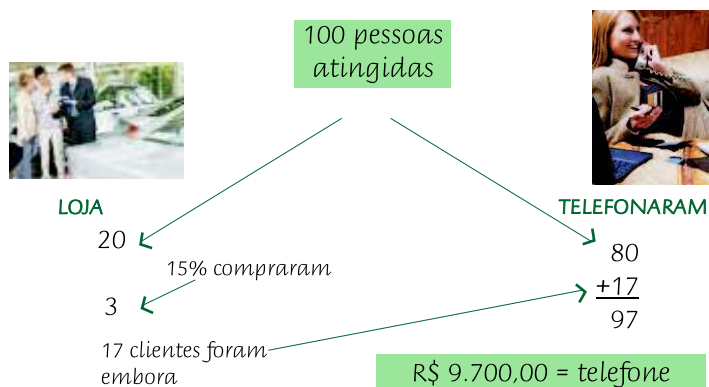 100 pessoas
atingidas
LOJA
20
15% compraram
3
17 clientes foram
embora
TELEFONARAM
80
+17
97
R$ 9.700,00 = telefone